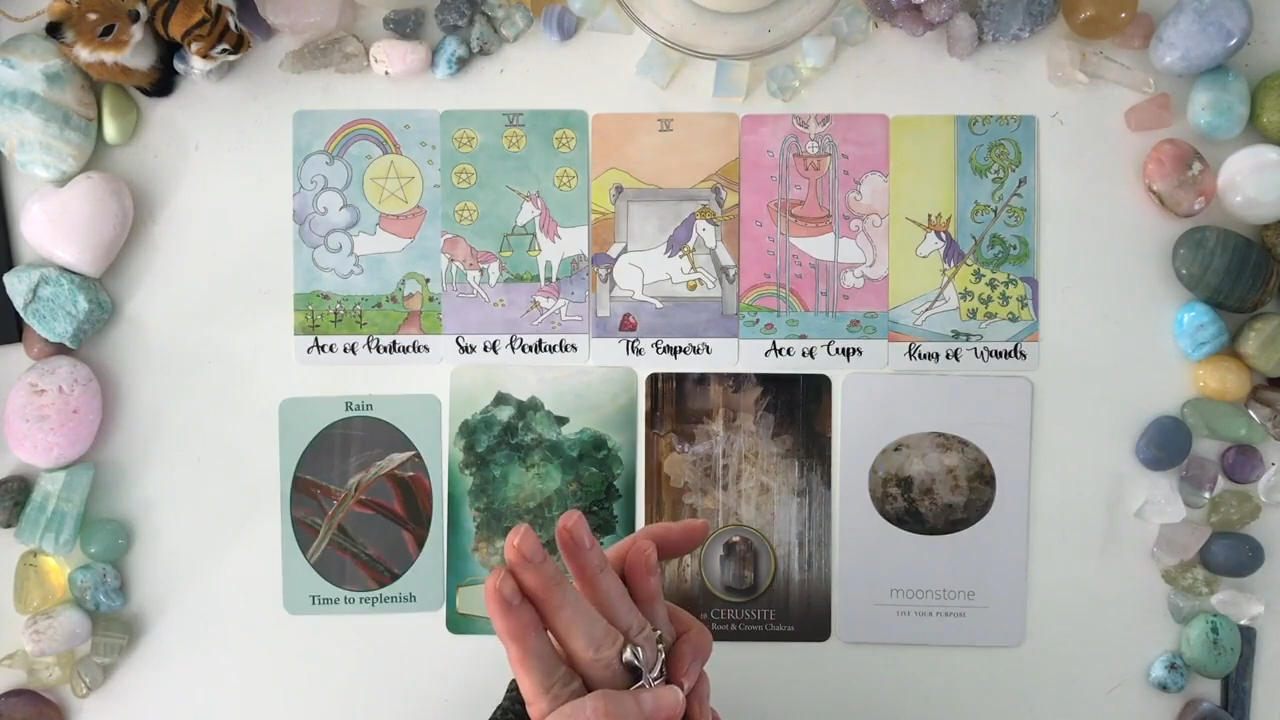 VI
IV
Ace of Pentacles
Six of Pentacles
The Emperor
Ace of Cups
King of Wands
Rain
Time to replenish
CERUSSITE
Root & Crown Chakras
moonstone
LIVE YOUR PURPOSE